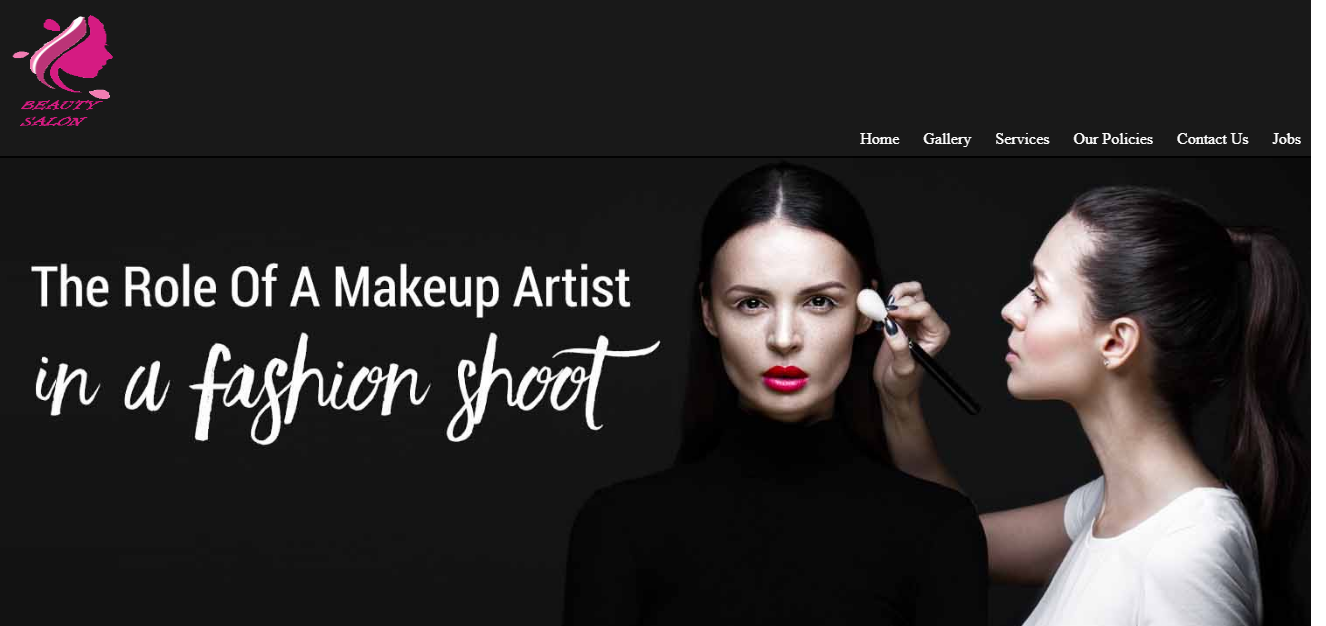 BEAUTY
SALON
Home Gallery Services Our Policies Contact Us Jobs
The Role Of A Makeup Artist
in a fashion shoot